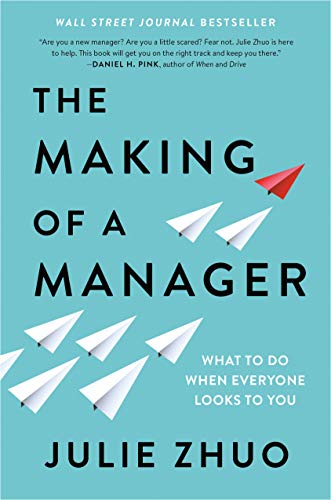 WALL STREET JOURNAL BESTSELLER
“Are you a new manager? Are you a little scared? Fear not. Julie Zhuo is here
to help. This book will get you on the right track and keep you there.”
—DANIEL H. PINK, author of When and Drive
THE
MAKING
OF A
MANAGER
WHAT TO DO
WHEN EVERYONE
LOOKS TO YOU
JULIE ZHUO